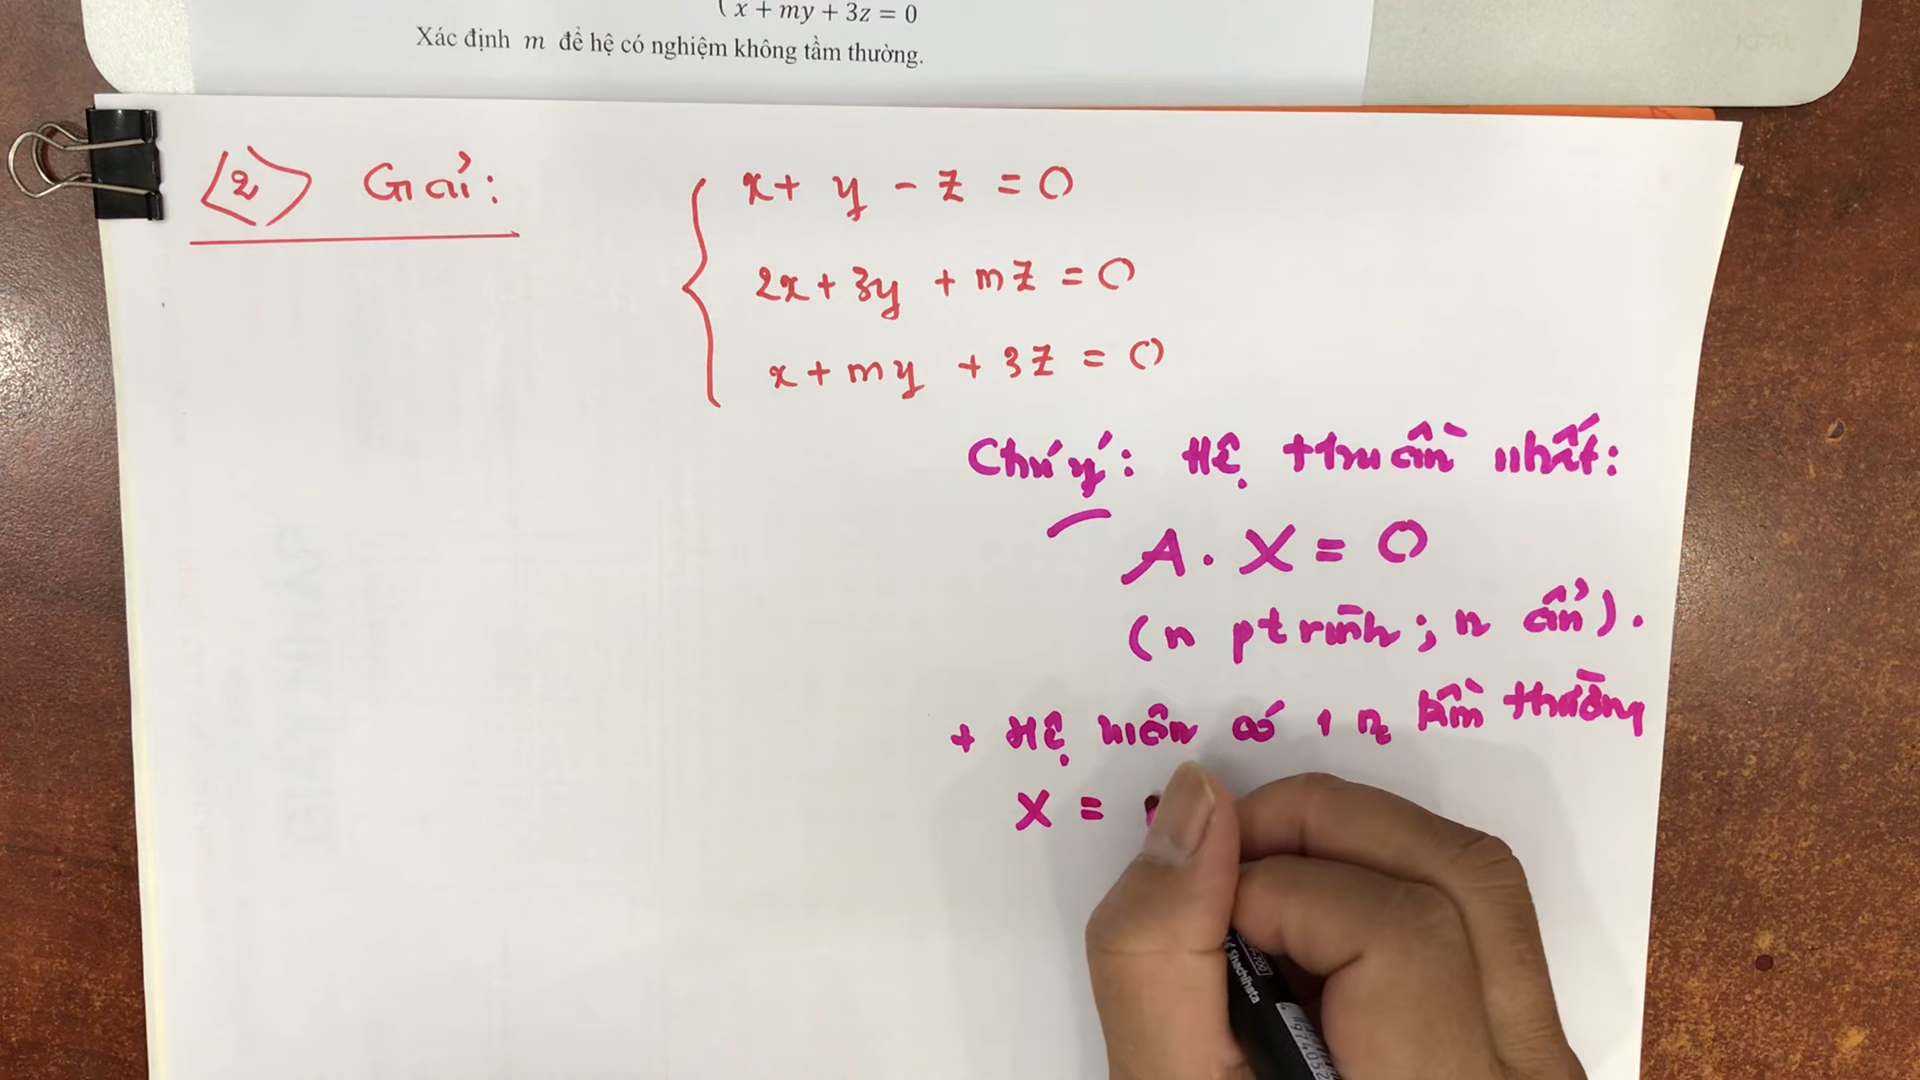 x + my + 3z = 0
Xác định m để hệ có nghiệm không tầm thường.
2 Giải:
x + y - z = 0
2x + 3y + mz = 0
x + my + 3z = 0
Chú ý: Hệ thuần nhất:
A . X = 0
(n ptrình; n ẩn).
+ Hệ luôn có 1 n tầm thường
X =
Shachihata